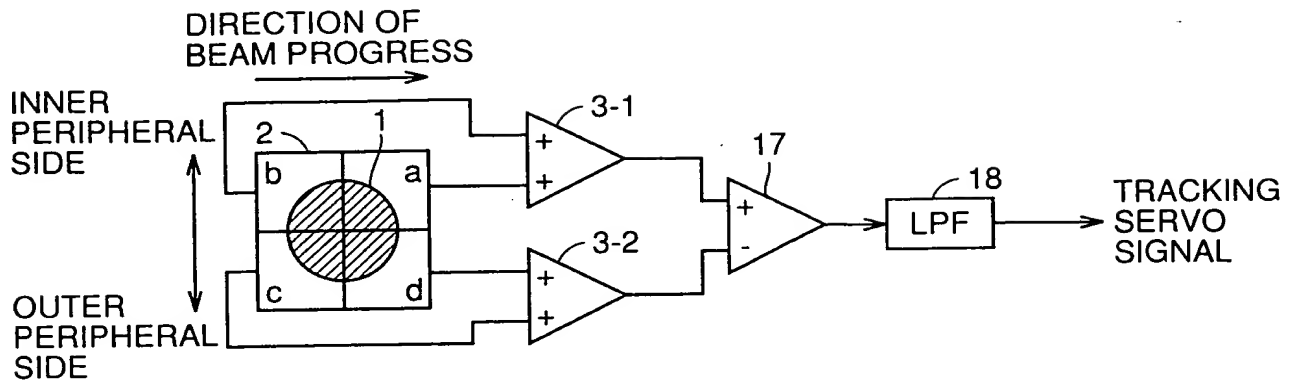 DIRECTION OF
BEAM PROGRESS
INNER
PERIPHERAL
SIDE
2
1
b
a
c
d
OUTER
PERIPHERAL
SIDE
3-1
+
+
3-2
+
+
17
+
-
18
LPF
TRACKING
SERVO
SIGNAL